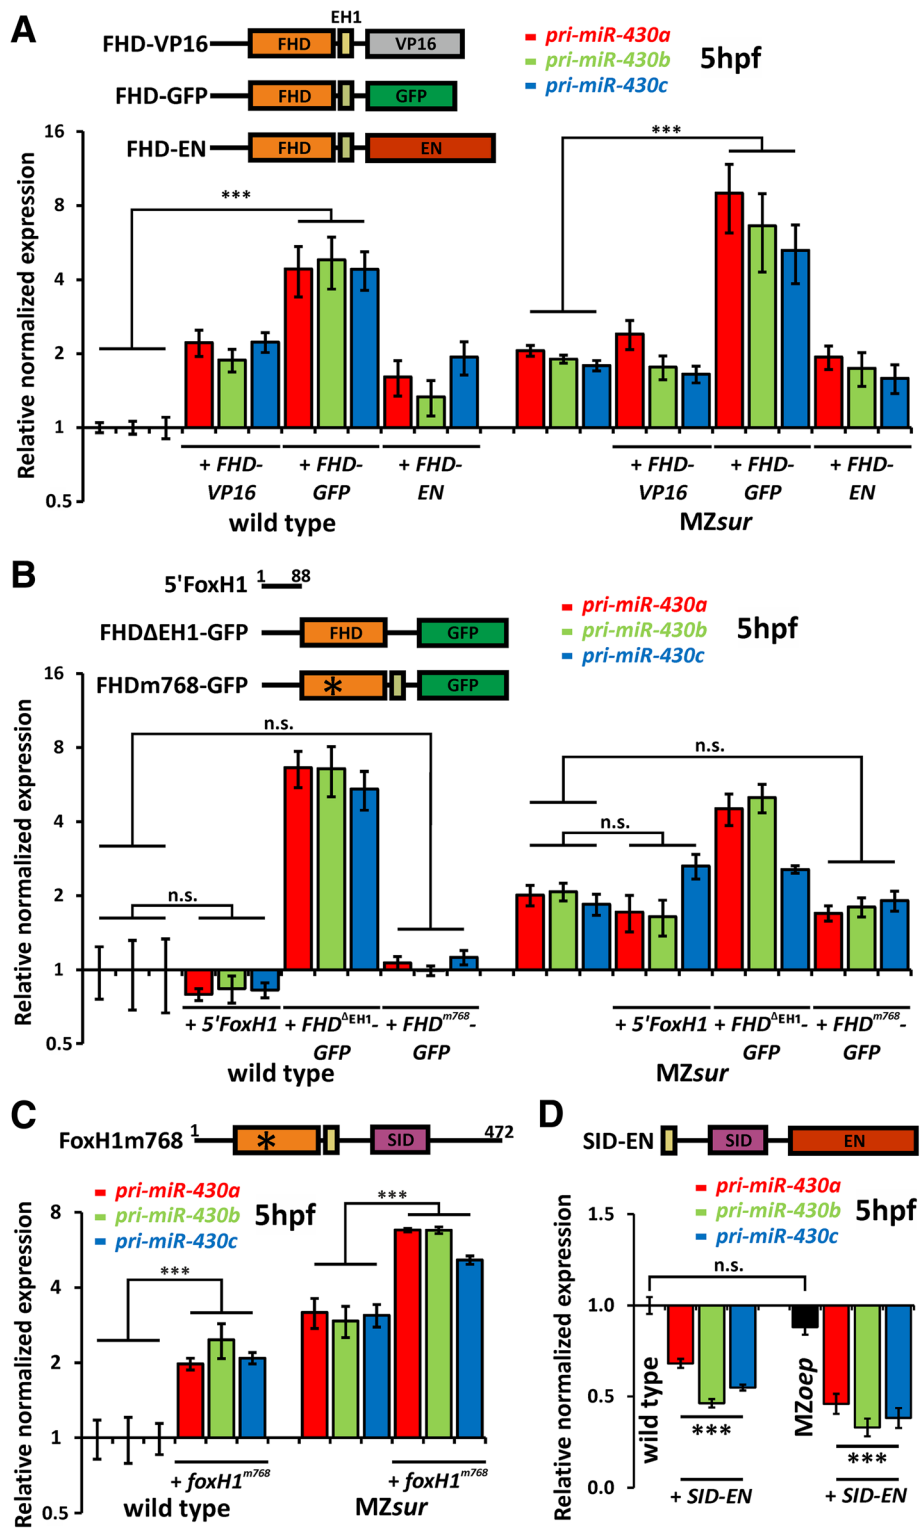 A
EH1
FHD-VP16
FHD
VP16
FHD-GFP
FHD
GFP
FHD-EN
FHD
EN
pri-miR-430a
pri-miR-430b
pri-miR-430c
5hpf
Relative normalized expression
16
8
4
2
1
0.5
***
***
+ FHD-VP16
+ FHD-GFP
+ FHD-EN
wild type
+ FHD-VP16
+ FHD-GFP
+ FHD-EN
MZsur
B
5'FoxH1
1 88
FHDΔEH1-GFP
FHD
GFP
FHDm768-GFP
*
GFP
pri-miR-430a
pri-miR-430b
pri-miR-430c
5hpf
Relative normalized expression
16
8
4
2
1
0.5
n.s.
n.s.
n.s.
n.s.
+ 5'FoxH1
+ FHDΔEH1-GFP
+ FHDm768-GFP
wild type
+ 5'FoxH1
+ FHDΔEH1-GFP
+ FHDm768-GFP
MZsur
C
FoxH1m768
1
*
SID
472
pri-miR-430a
pri-miR-430b
pri-miR-430c
5hpf
Relative normalized expression
8
4
2
1
0.5
***
***
+ foxH1m768
wild type
+ foxH1m768
MZsur
D
SID-EN
SID
EN
pri-miR-430a
pri-miR-430b
pri-miR-430c
5hpf
Relative normalized expression
1.5
1.0
0.5
0.0
n.s.
wild type
***
+ SID-EN
MZoep
***
+ SID-EN